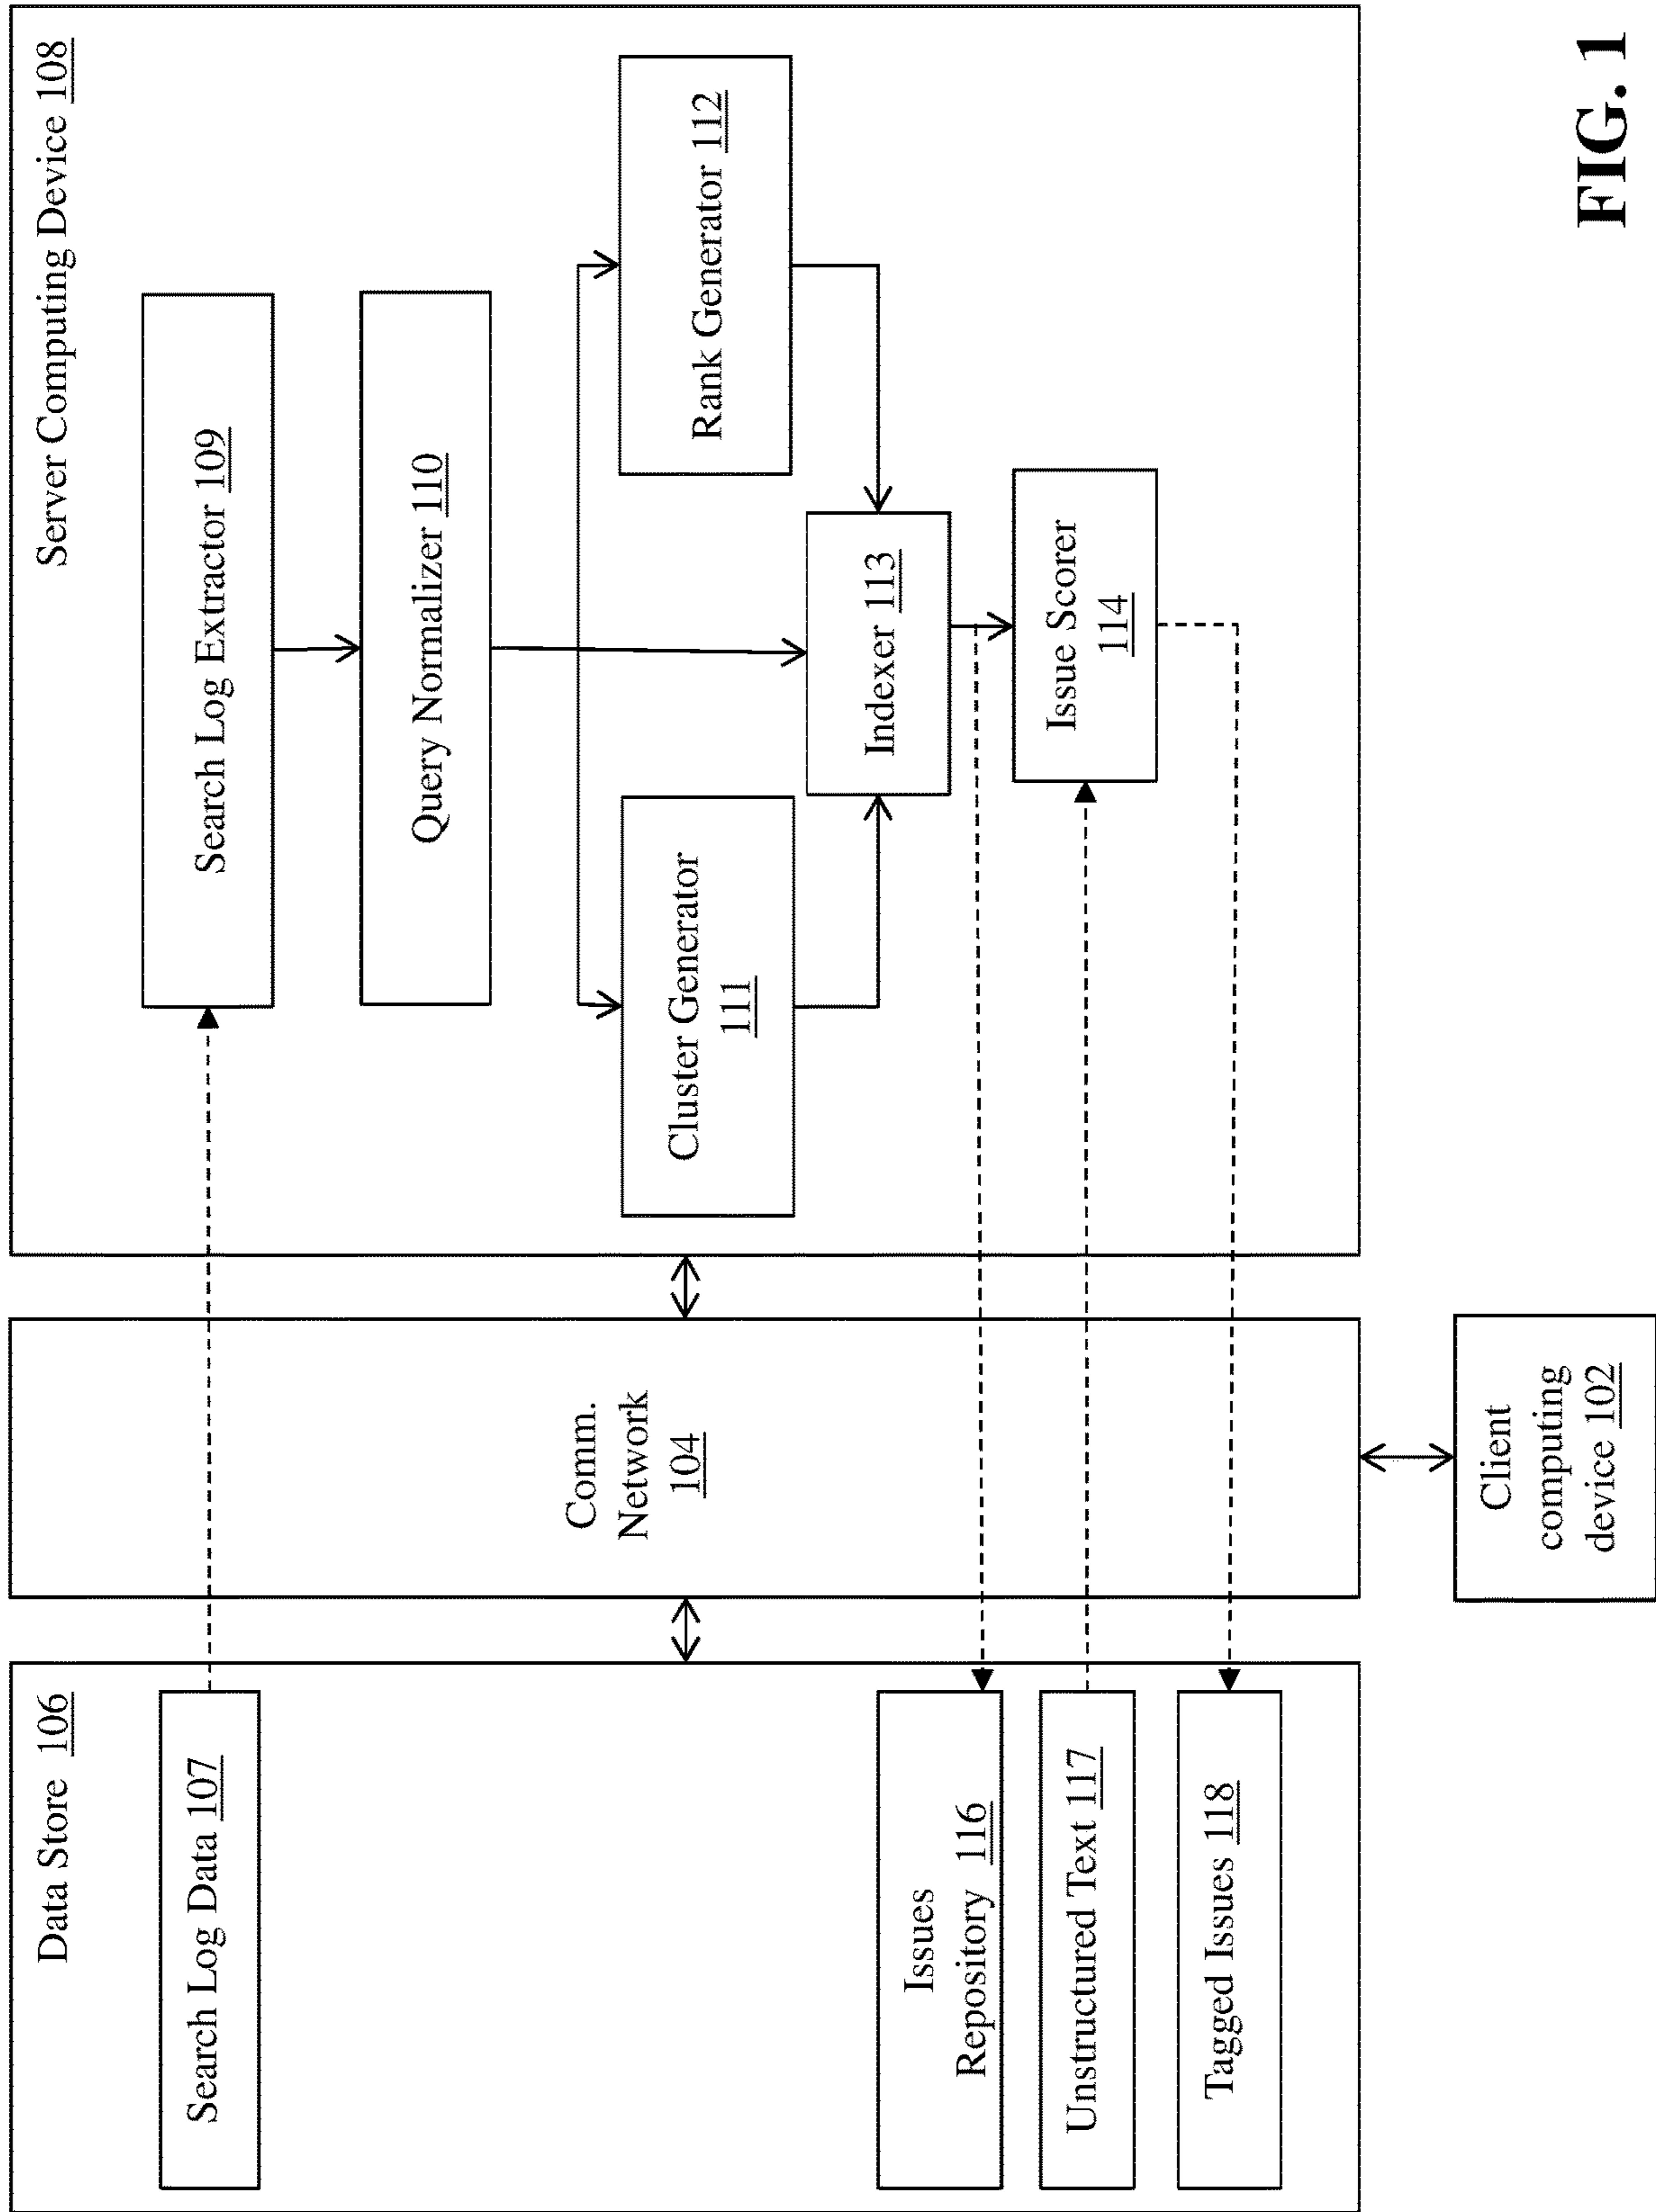 Data Store 106
Search Log Data 107
Issues
Repository 116
Unstructured Text 117
Tagged Issues 118
Comm.
Network
104
Client
computing
device 102
Server Computing Device 108
Search Log Extractor 109
Query Normalizer 110
Cluster Generator
111
Rank Generator 112
Indexer 113
Issue Scorer
114
FIG. 1